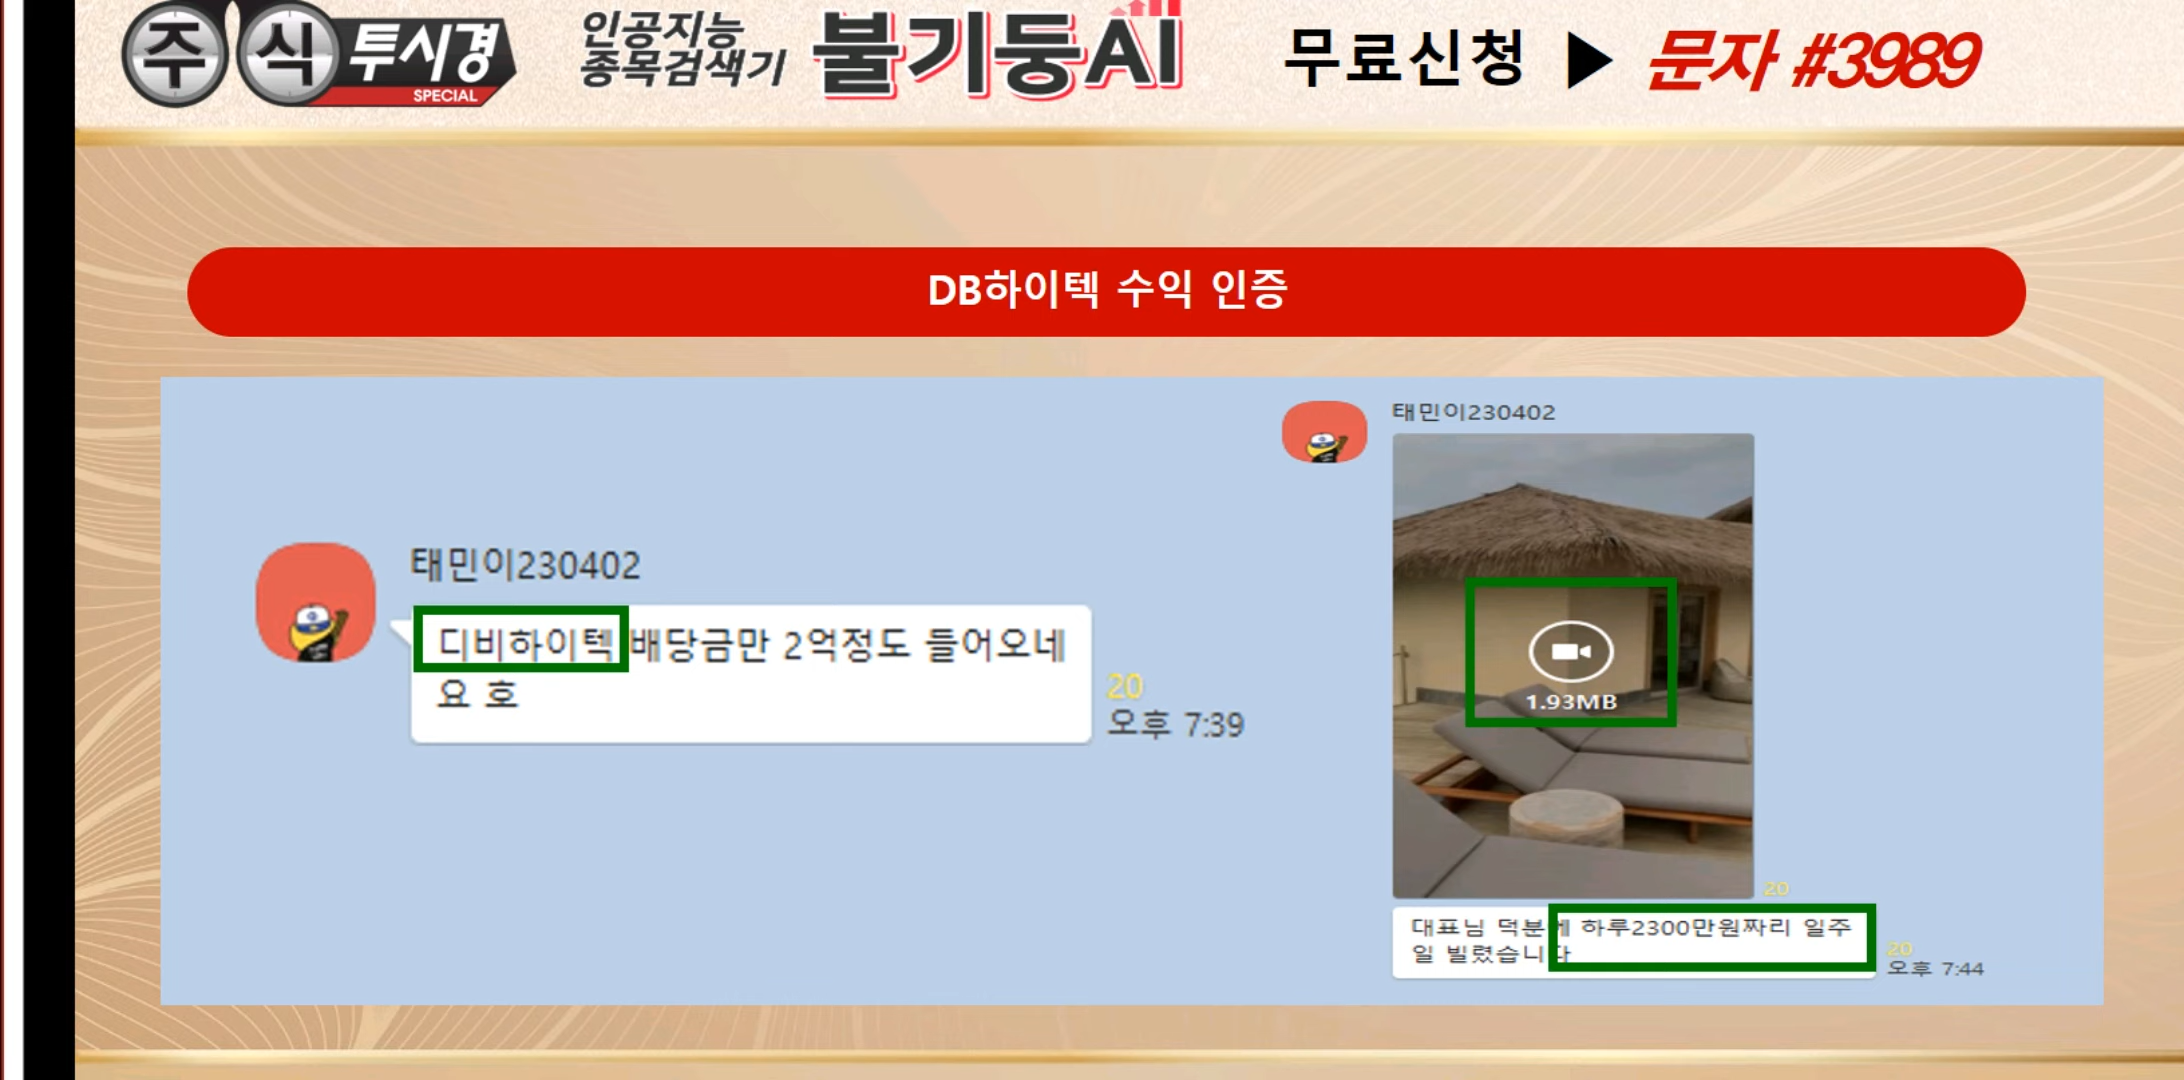 주식투시경
SPECIAL
인공지능
종목검색기
불기둥AI
무료신청 ▶ 문자 #3989
DB하이텍 수익 인증
태민이230402
디비하이텍 배당금만 2억정도 들어오네
요 호
20
오후 7:39
태민이230402
1.93MB
20
대표님 덕분에 하루2300만원짜리 일주
일 빌렸습니다
20
오후 7:44